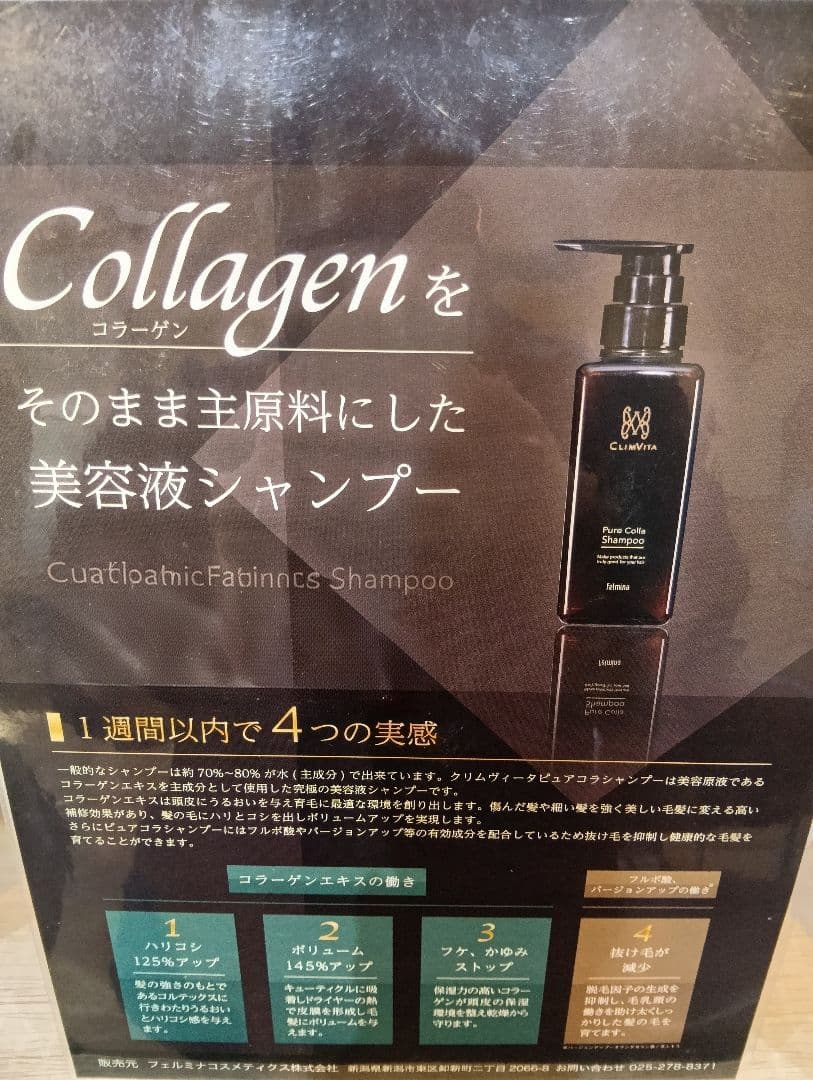 Collagenを
コラーゲン
そのまま主原料にした
美容液シャンプー
Shampoo
CLIMVITA
Pure Colla
Shampoo
Make products that are
truly good for your hair
Felmina
1週間以内で4つの実感
一般的なシャンプーは約70%~80%が水(主成分)で出来ています。クリムヴィータピュアコラシャンプーは美容原液である
コラーゲンエキスを主成分として使用した究極の美容液シャンプーです。
コラーゲンエキスは頭皮にうるおいを与え育毛に最適な環境を創り出します。傷んだ髪や細い髪を強く美しい毛髪に変える高い
補修効果があり、髪の毛にハリとコシを出しボリュームアップを実現します。
さらにピュアコラシャンプーにはフルボ酸やバージョンアップ等の有効成分を配合しているため抜け毛を抑制し健康的な毛髪を
育てることができます。
コラーゲンエキスの働き
フルボ酸、
バージョンアップの働き
1
ハリコシ
125%アップ
髪の強さのもとで
あるコルテックスに
行きわたりうるおい
とハリコシ感を与え
ます。
2
ボリューム
145%アップ
キューティクルに吸
着しドライヤーの熱
で皮膜を形成し毛
髪にボリュームを与
えます。
3
フケ、かゆみ
ストップ
保湿力の高いコラー
ゲンが頭皮の保湿
環境を整え乾燥から
守ります。
4
抜け毛が
減少
脱毛因子の生成を
抑制し、毛乳頭の
働きを助け太くしっ
かりした髪の毛を
育てます。
販売元 フェルミナコスメティクス株式会社 新潟県新潟市東区卸新町二丁目2066-8 お問い合わせ 025-278-8371